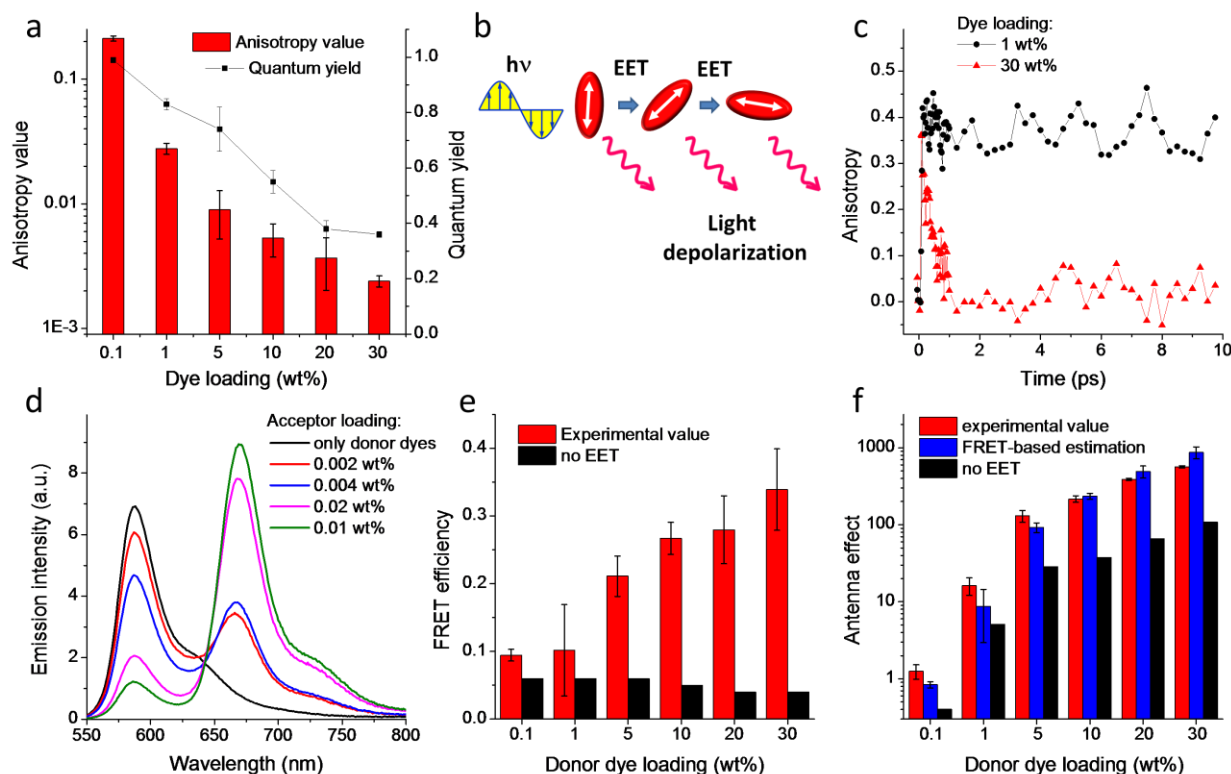 a
Anisotropy value
Quantum yield
0.1
0.01
1E-3
Anisotropy value
1.0
0.8
0.6
0.4
0.2
0.0
Quantum yield
0.1 1 5 10 20 30
Dye loading (wt%)
b
hν
EET
EET
Light
depolarization
c
Dye loading:
1 wt%
30 wt%
0.5
0.4
0.3
0.2
0.1
0.0
Anisotropy
0 2 4 6 8 10
Time (ps)
d
Acceptor loading:
only donor dyes
0.002 wt%
0.004 wt%
0.02 wt%
0.01 wt%
8
6
4
2
0
Emission intensity (a.u.)
550 600 650 700 750 800
Wavelength (nm)
e
Experimental value
no EET
0.4
0.3
0.2
0.1
0.0
FRET efficiency
0.1 1 5 10 20 30
Donor dye loading (wt%)
f
experimental value
FRET-based estimation
no EET
1000
100
10
1
Antenna effect
0.1 1 5 10 20 30
Donor dye loading (wt%)